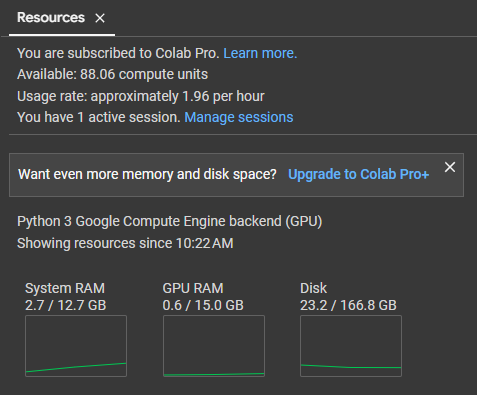 Resources ×
You are subscribed to Colab Pro. Learn more.
Available: 88.06 compute units
Usage rate: approximately 1.96 per hour
You have 1 active session. Manage sessions
Want even more memory and disk space? Upgrade to Colab Pro+ ×
Python 3 Google Compute Engine backend (GPU)
Showing resources since 10:22 AM
System RAM GPU RAM Disk
2.7 / 12.7 GB 0.6 / 15.0 GB 23.2 / 166.8 GB